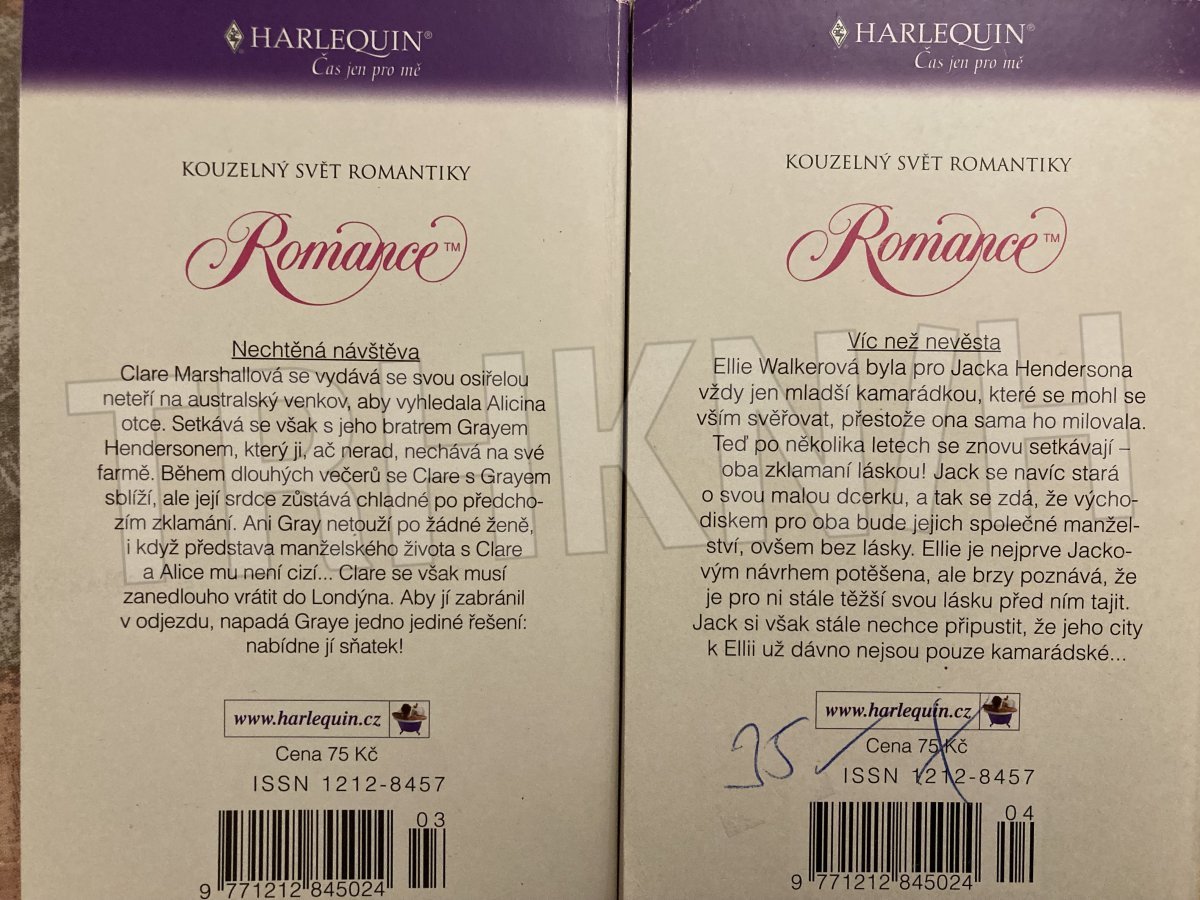 HARLEQUIN®
Čas jen pro mě
KOUZELNÝ SVĚT ROMANTIKY
Romance™
Nechtěná návštěva
Clare Marshallová se vydává se svou osiřelou
neteří na australský venkov, aby vyhledala Alicina
otce. Setkává se však s jeho bratrem Grayem
Hendersonem, který ji, ač nerad, nechává na své
farmě. Během dlouhých večerů se Clare s Grayem
sblíží, ale její srdce zůstává chladné po předcho-
zím zklamání. Ani Gray netouží po žádné ženě,
i když představa manželského života s Clare
a Alice mu není cizí... Clare se však musí
zanedlouho vrátit do Londýna. Aby jí zabránil
v odjezdu, napadá Graye jedno jediné řešení:
nabídne jí sňatek!
www.harlequin.cz
Cena 75 Kč
ISSN 1212-8457
03
9 771212 845024
HARLEQUIN®
Čas jen pro mě
KOUZELNÝ SVĚT ROMANTIKY
Romance™
Víc než nevěsta
Ellie Walkerová byla pro Jacka Hendersona
vždy jen mladší kamarádkou, které se mohl se
vším svěřovat, přestože ona sama ho milovala.
Teď po několika letech se znovu setkávají –
oba zklamaní láskou! Jack se navíc stará
o svou malou dcerku, a tak se zdá, že výcho-
diskem pro oba bude jejich společné manžel-
ství, ovšem bez lásky. Ellie je nejprve Jacko-
vým návrhem potěšena, ale brzy poznává, že
je pro ni stále těžší svou lásku před ním tajit.
Jack si však stále nechce připustit, že jeho city
k Ellii už dávno nejsou pouze kamarádské...
www.harlequin.cz
35
Cena 75 Kč
ISSN 1212-8457
04
9 771212 845024
TRHKNIH